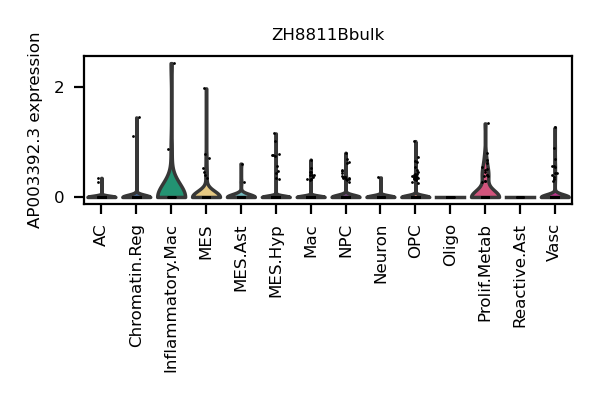 ZH8811Bbulk
AP003392.3 expression
2
0
AC
Chromatin.Reg
Inflammatory.Mac
MES
MES.Ast
MES.Hyp
Mac
NPC
Neuron
OPC
Oligo
Prolif.Metab
Reactive.Ast
Vasc